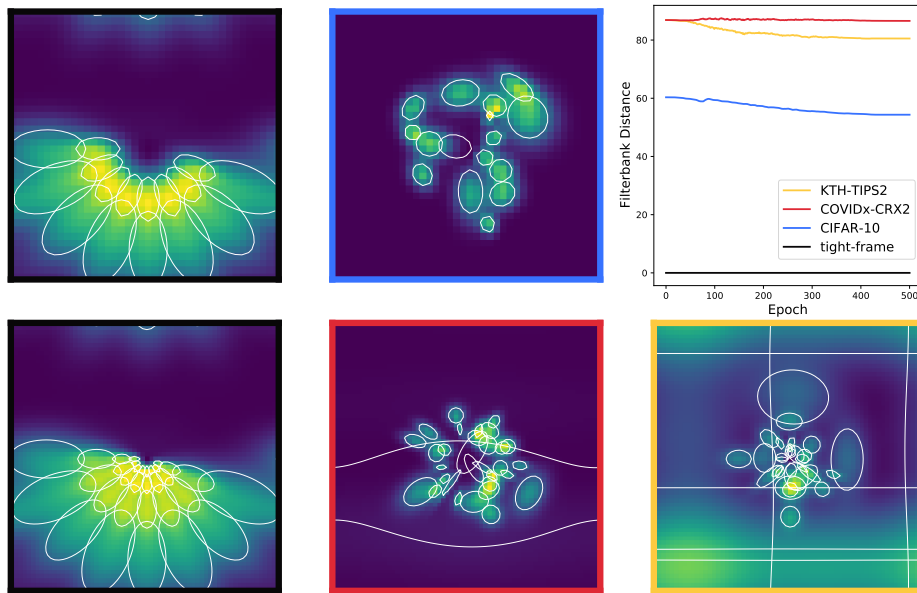 80
60
40
20
0
Filterbank Distance
KTH-TIPS2
COVIDx-CRX2
CIFAR-10
tight-frame
0 100 200 300 400 500
Epoch